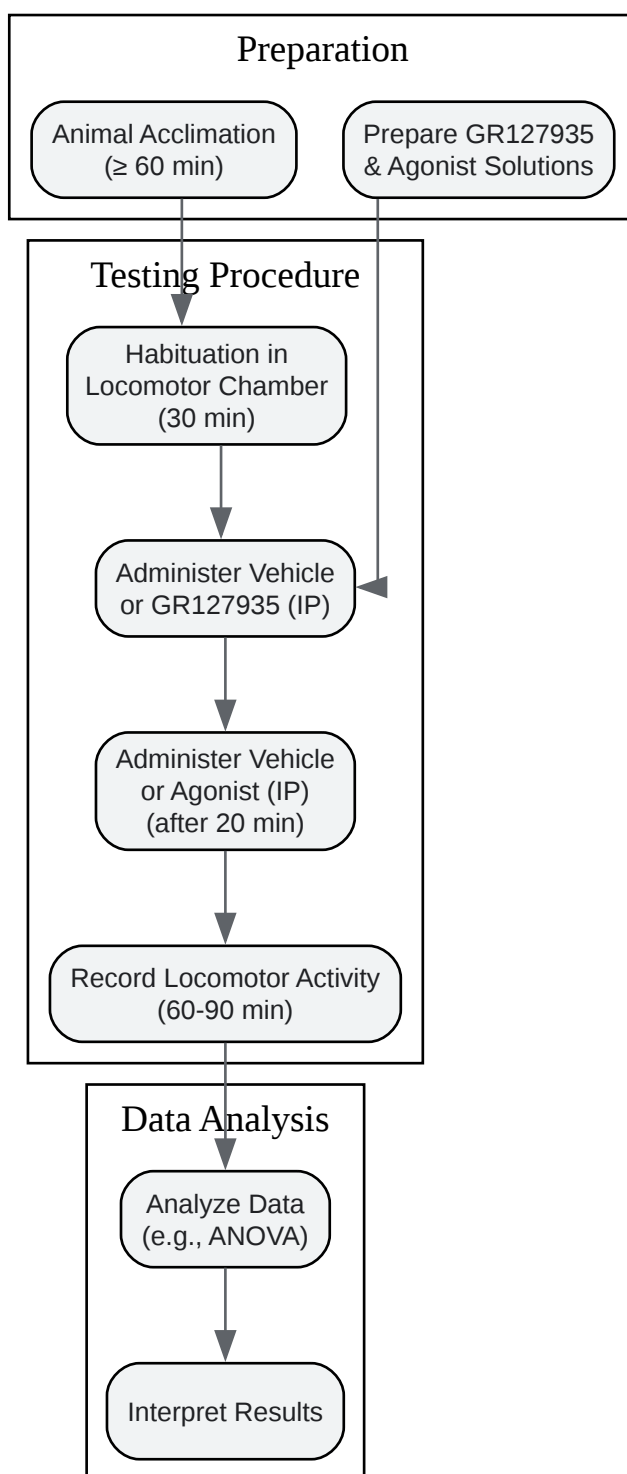 Preparation
Animal Acclimation
(≥ 60 min)
Prepare GR127935
& Agonist Solutions
Testing Procedure
Habituation in
Locomotor Chamber
(30 min)
Administer Vehicle
or GR127935 (IP)
Administer Vehicle
or Agonist (IP)
(after 20 min)
Record Locomotor Activity
(60-90 min)
Data Analysis
Analyze Data
(e.g., ANOVA)
Interpret Results